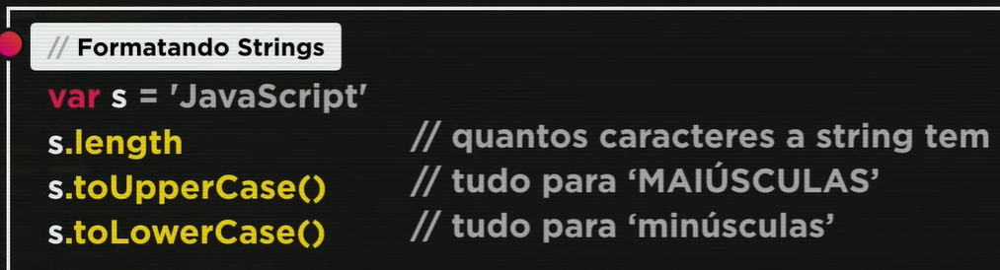 // Formatando Strings
var s = 'JavaScript'
s.length // quantos caracteres a string tem
s.toUpperCase() // tudo para ‘MAIÚSCULAS’
s.toLowerCase() // tudo para ‘minúsculas’